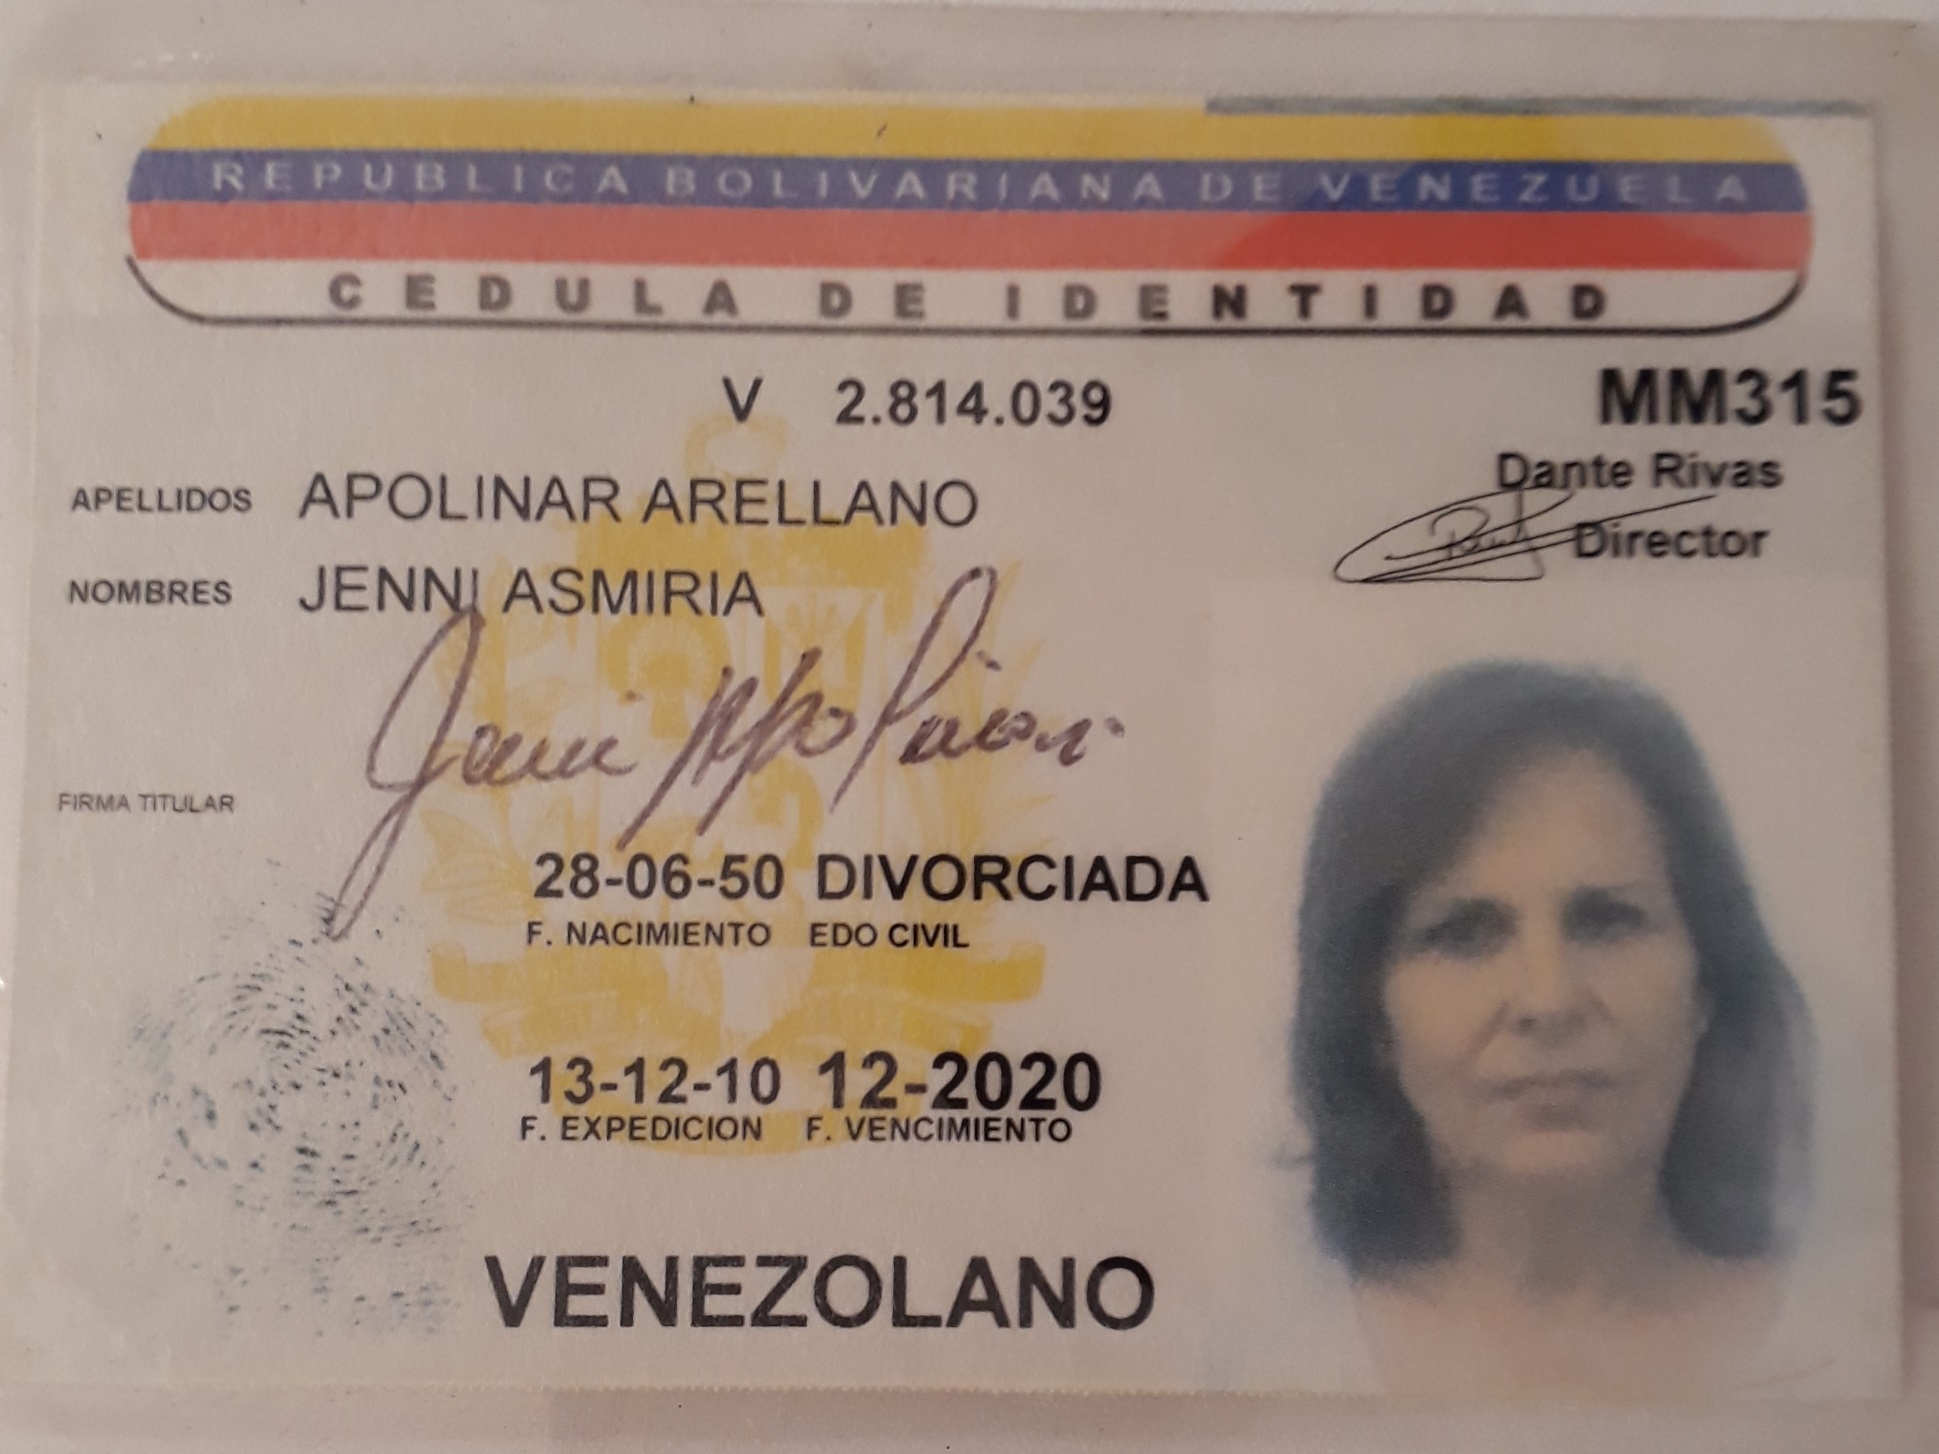 REPUBLICA BOLIVARIANA DE VENEZUELA
CEDULA DE IDENTIDAD
V 2.814.039 MM315
Dante Rivas
Director
APELLIDOS APOLINAR ARELLANO
NOMBRES JENNI ASMIRIA
Jenni Apolinar
FIRMA TITULAR
28-06-50 DIVORCIADA
F. NACIMIENTO EDO CIVIL
13-12-10 12-2020
F. EXPEDICION F. VENCIMIENTO
VENEZOLANO